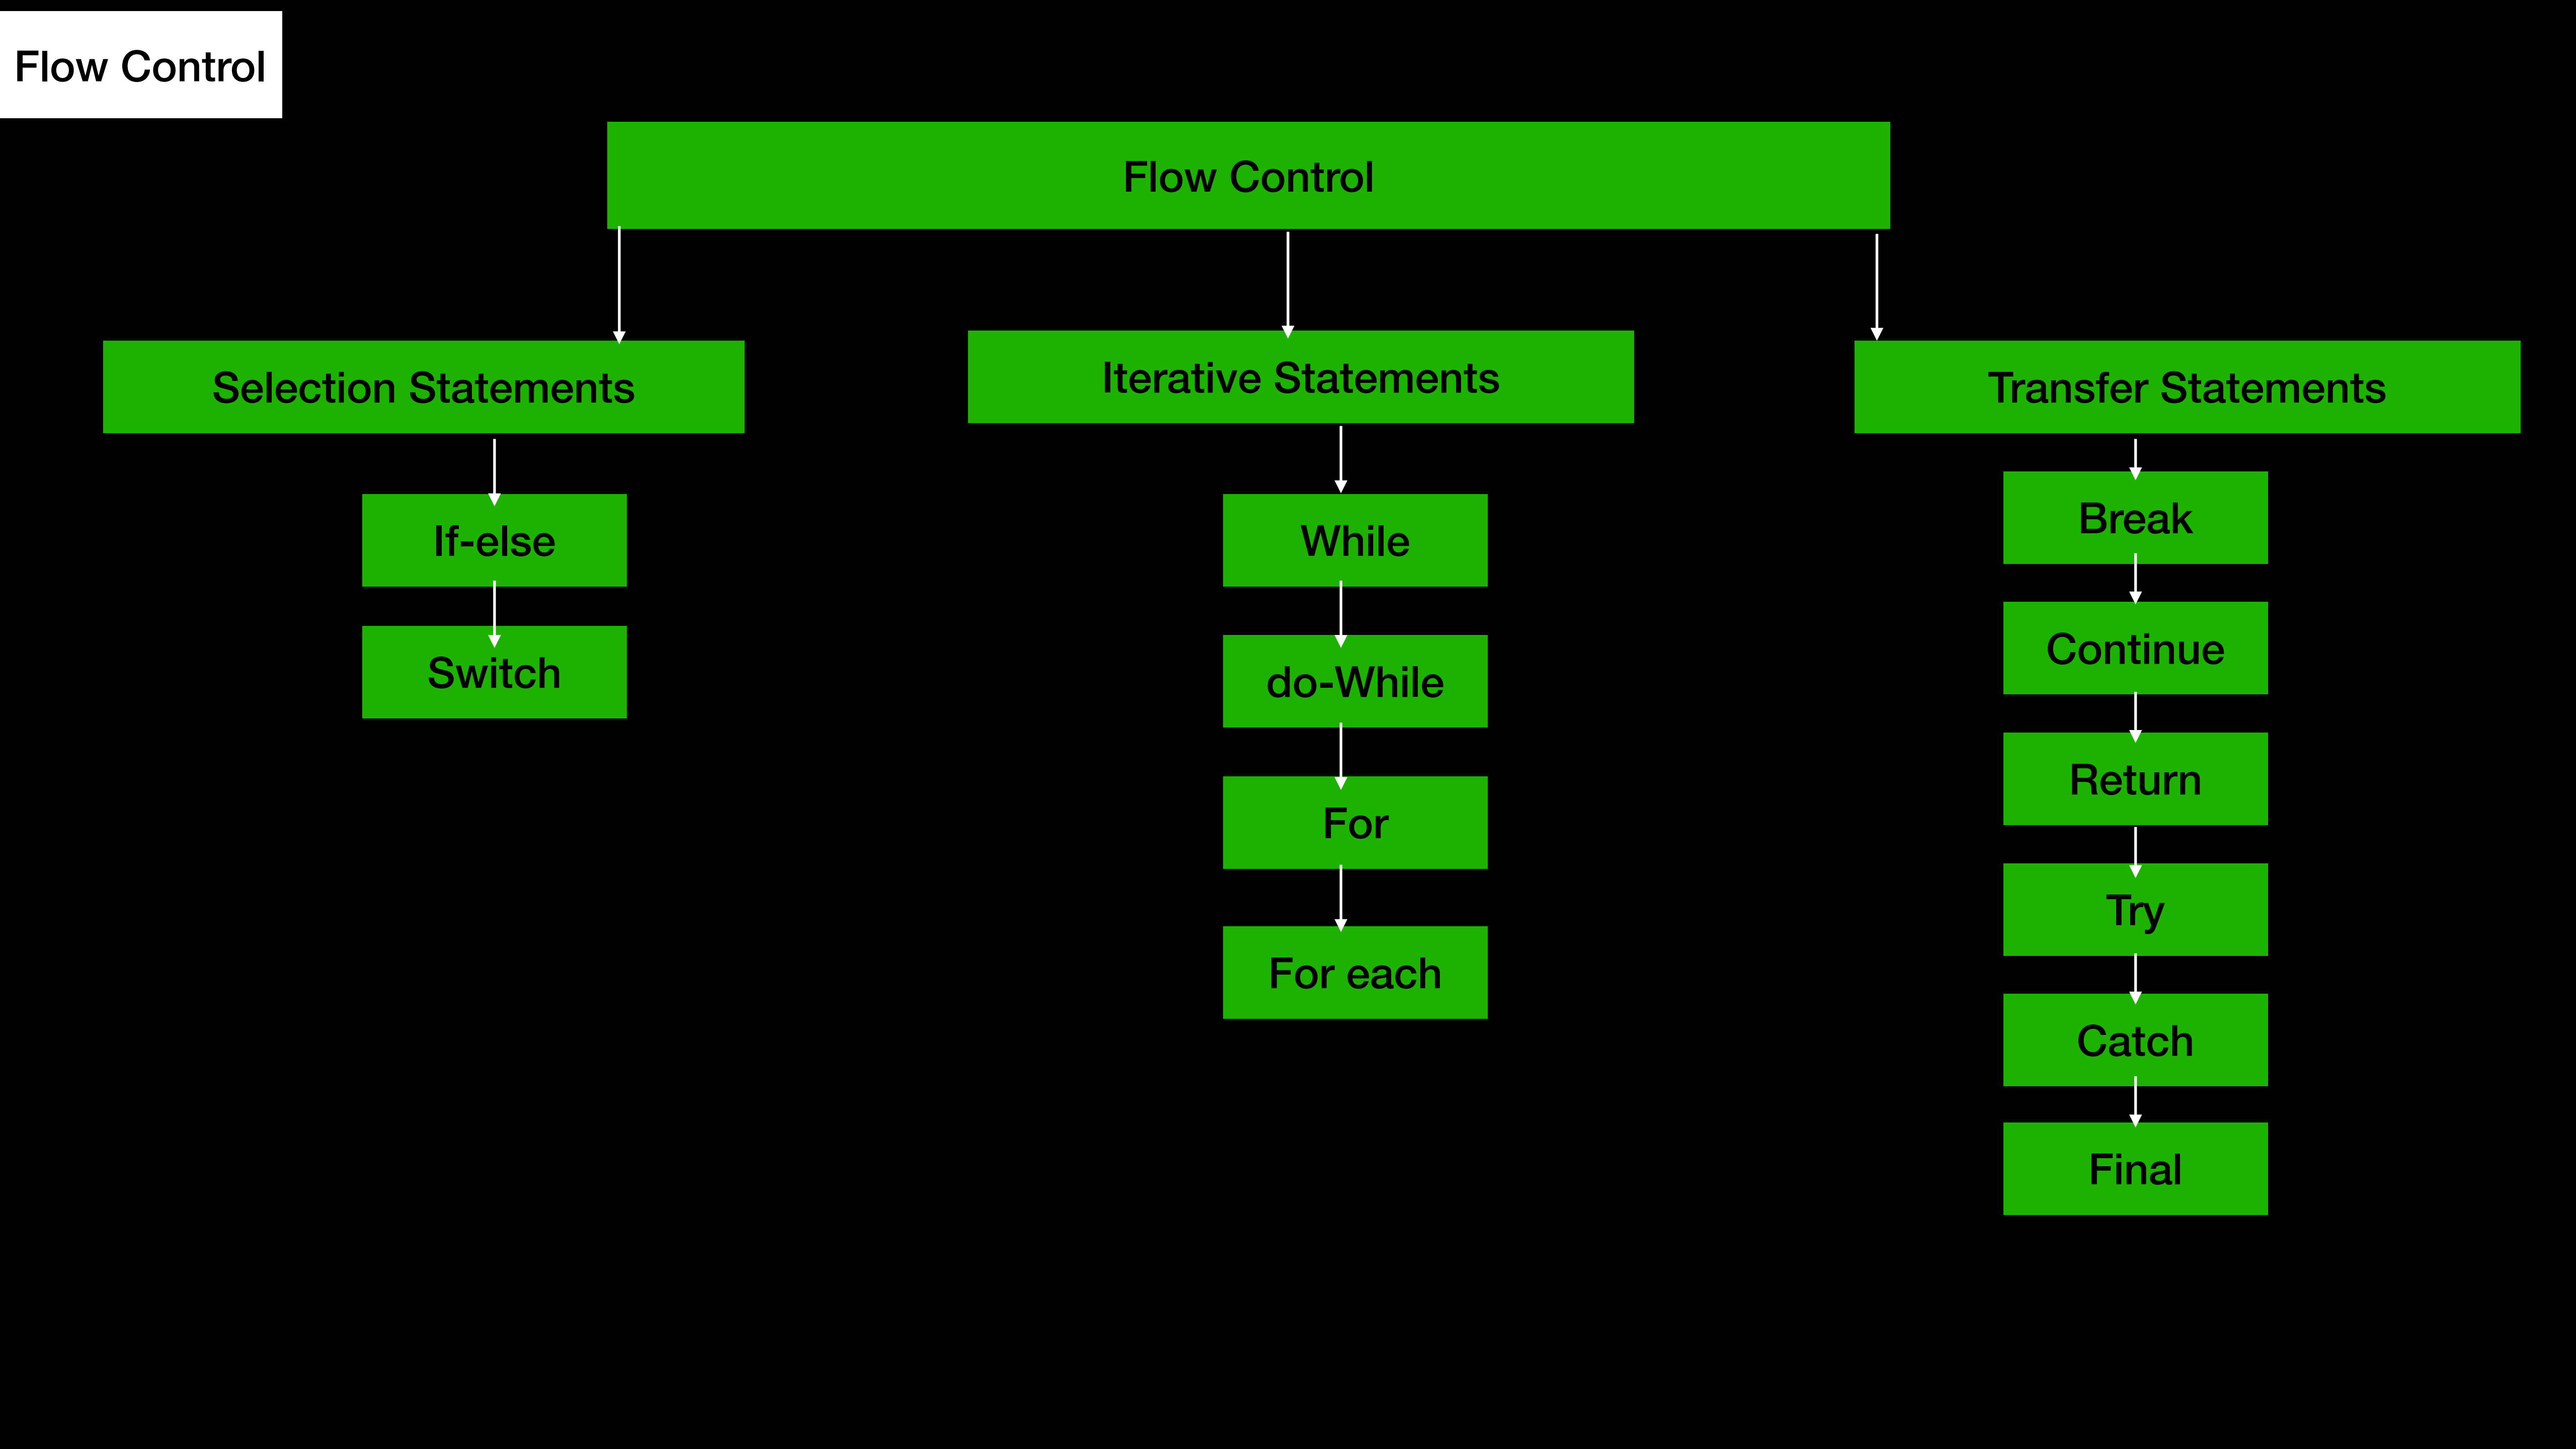 Flow Control
Flow Control
Selection Statements
Iterative Statements
Transfer Statements
If-else
Switch
While
do-While
For
For each
Break
Continue
Return
Try
Catch
Final